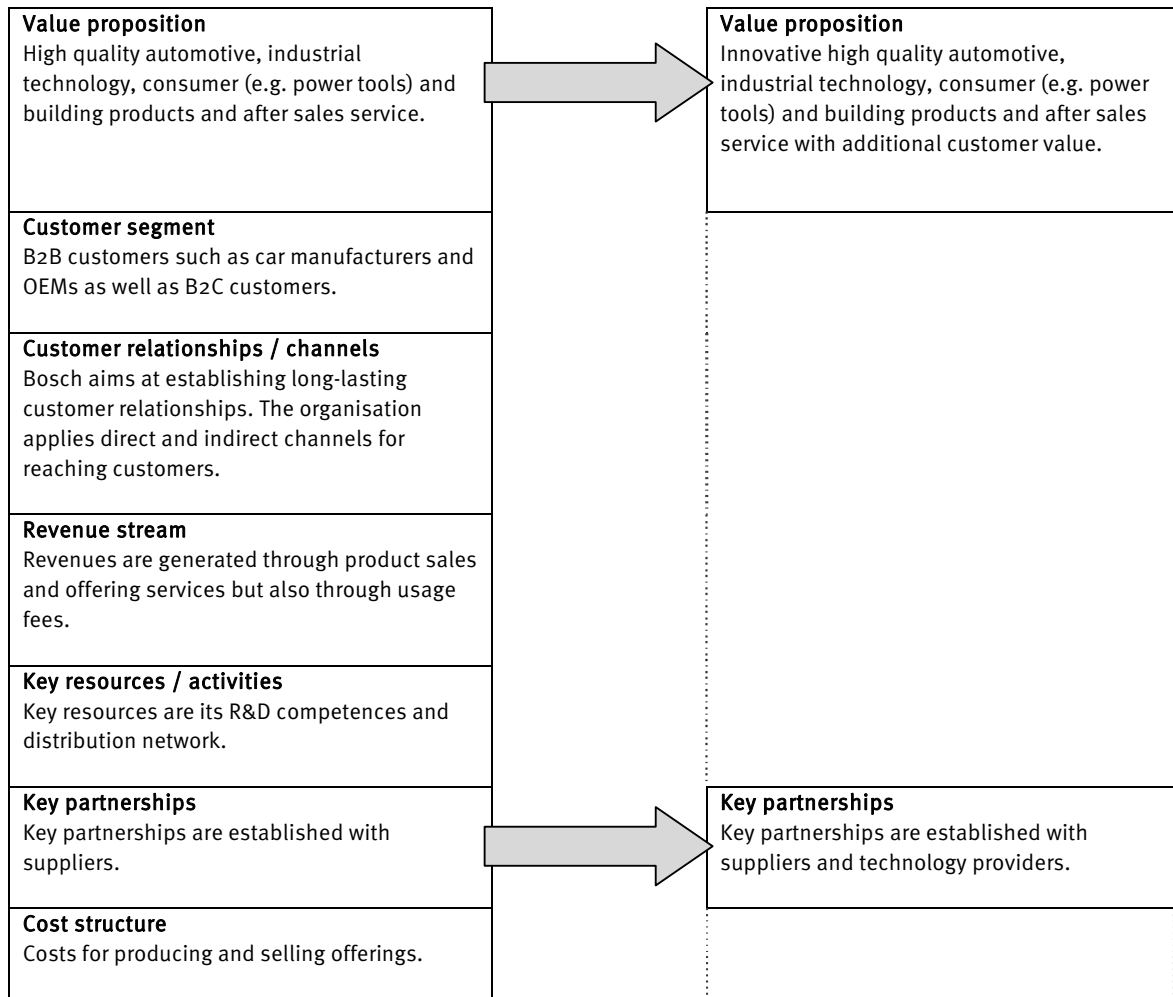 Value proposition
High quality automotive, industrial
technology, consumer (e.g. power tools) and
building products and after sales service.
Value proposition
Innovative high quality automotive,
industrial technology, consumer (e.g. power
tools) and building products and after sales
service with additional customer value.
Customer segment
B2B customers such as car manufacturers and
OEMs as well as B2C customers.
Customer relationships / channels
Bosch aims at establishing long-lasting
customer relationships. The organisation
applies direct and indirect channels for
reaching customers.
Revenue stream
Revenues are generated through product sales
and offering services but also through usage
fees.
Key resources / activities
Key resources are its R&D competences and
distribution network.
Key partnerships
Key partnerships are established with
suppliers.
Key partnerships
Key partnerships are established with
suppliers and technology providers.
Cost structure
Costs for producing and selling offerings.